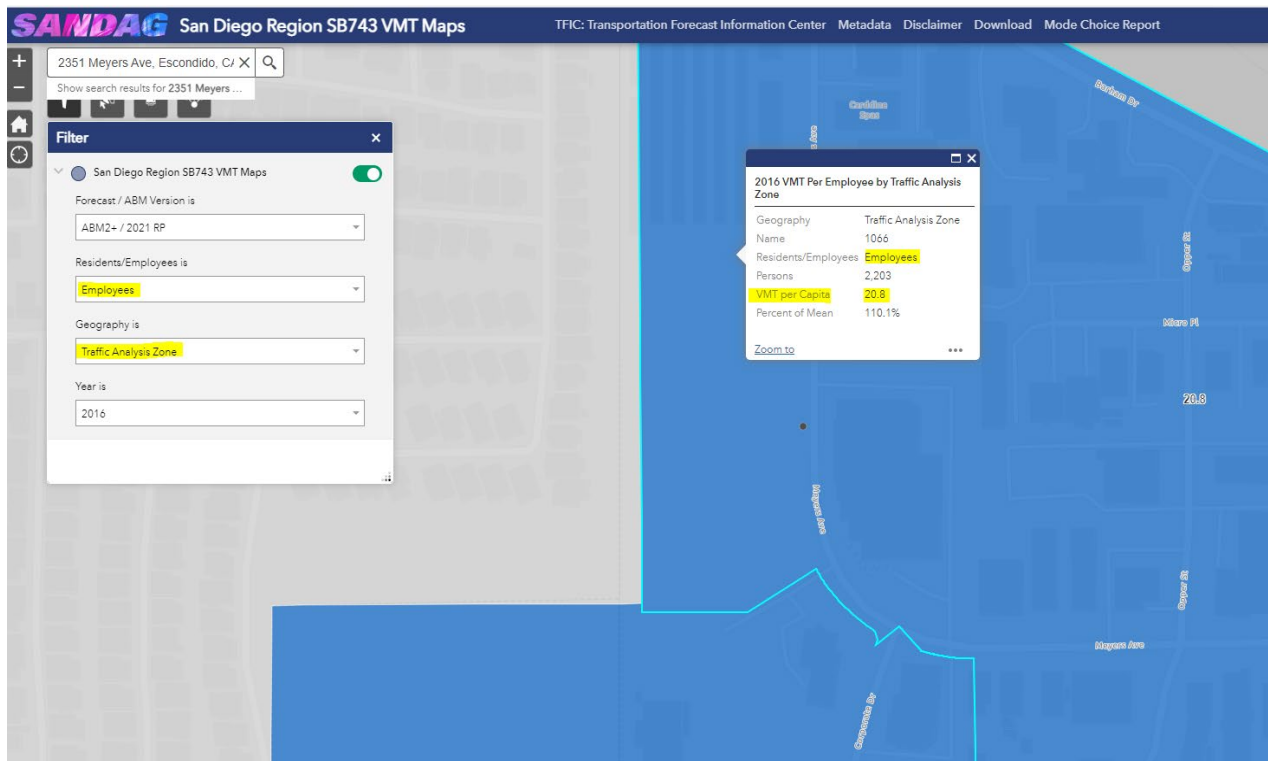 SANDAG San Diego Region SB743 VMT Maps
TFIC: Transportation Forecast Information Center Metadata Disclaimer Download Mode Choice Report
+
2351 Meyers Ave, Escondido, C
Show search results for 2351 Meyers ...
−
Filter
San Diego Region SB743 VMT Maps
Forecast / ABM Version is
ABM2+ / 2021 RP
Residents/Employees is
Employees
Geography is
Traffic Analysis Zone
Year is
2016
Barham Dr
2016 VMT Per Employee by Traffic Analysis
Zone
Geography Traffic Analysis Zone
Name 1066
Residents/Employees Employees
Persons 2,203
VMT per Capita 20.8
Percent of Mean 110.1%
Zoom to •••
Opper St
Micro Pl
20.8
Meyers Ave
Opper St
Meyers Ave
Corporate Dr